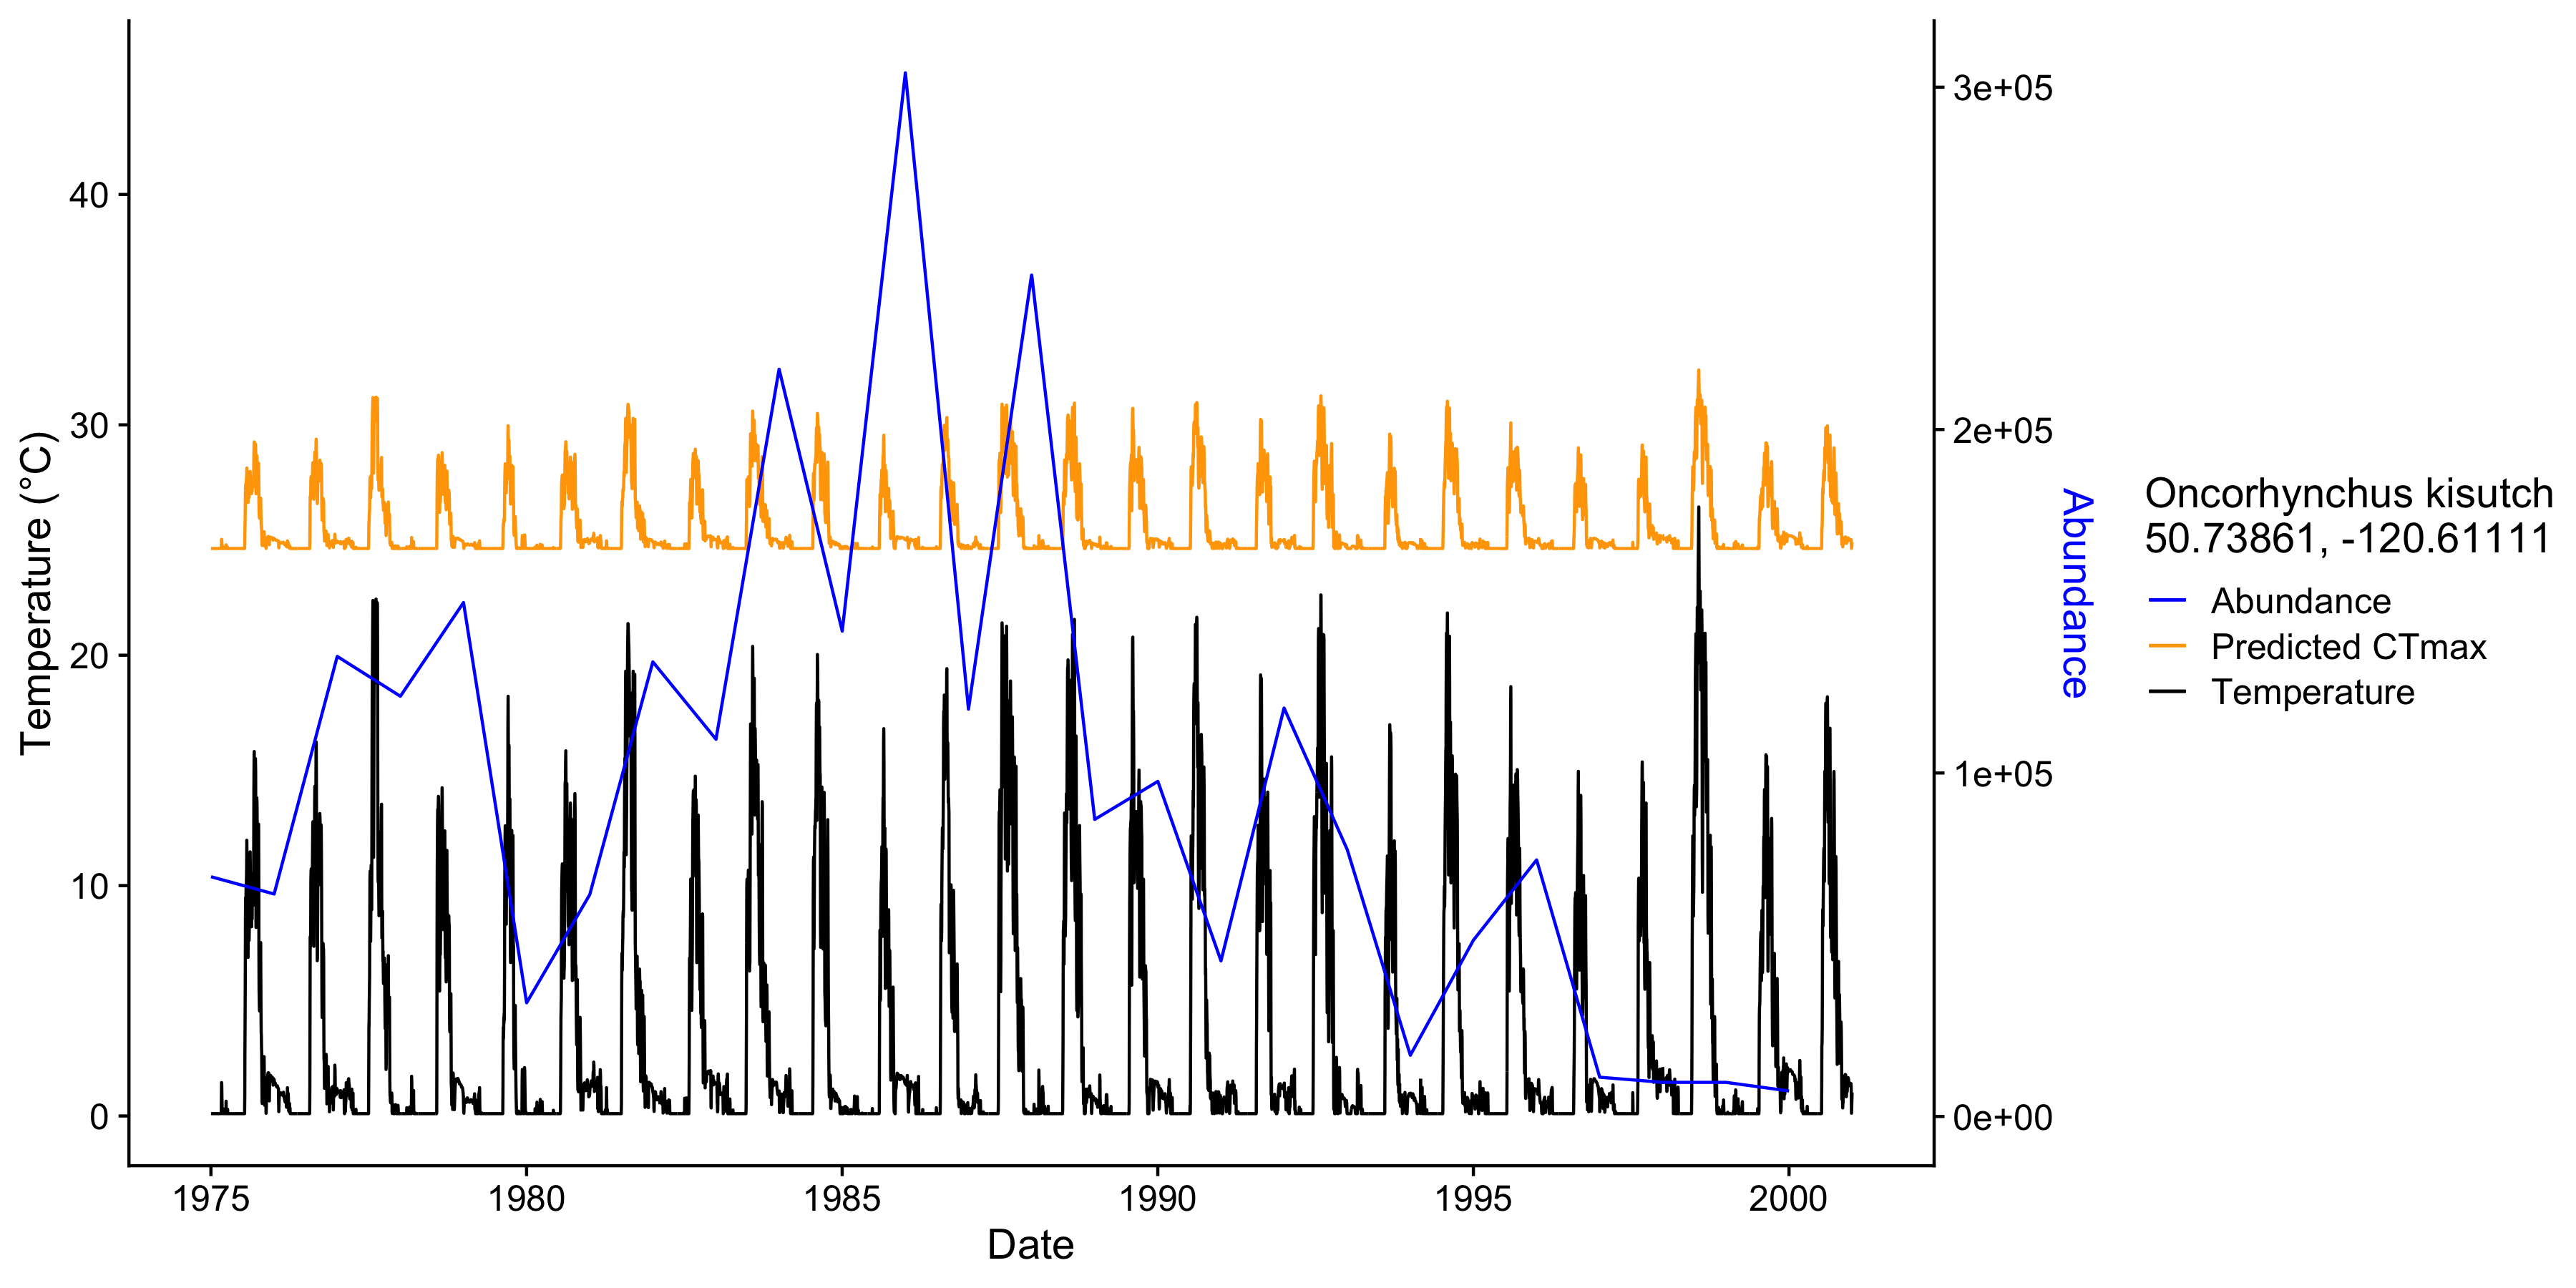 Temperature (°C)
40
30
20
10
0
1975
1980
1985
1990
1995
2000
Date
3e+05
2e+05
1e+05
0e+00
Abundance
Oncorhynchus kisutch
50.73861, -120.61111
Abundance
Predicted CTmax
Temperature